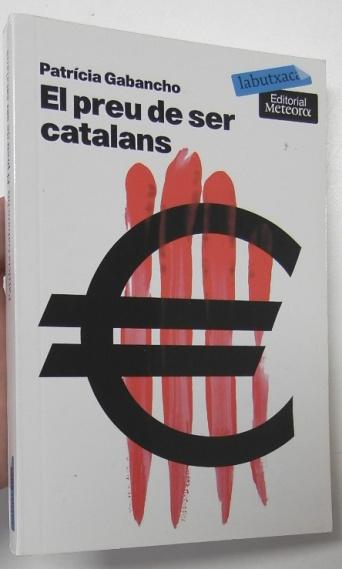 Patrícia Gabancho
labutxaca
Editorial
Meteora
El preu de ser
catalans